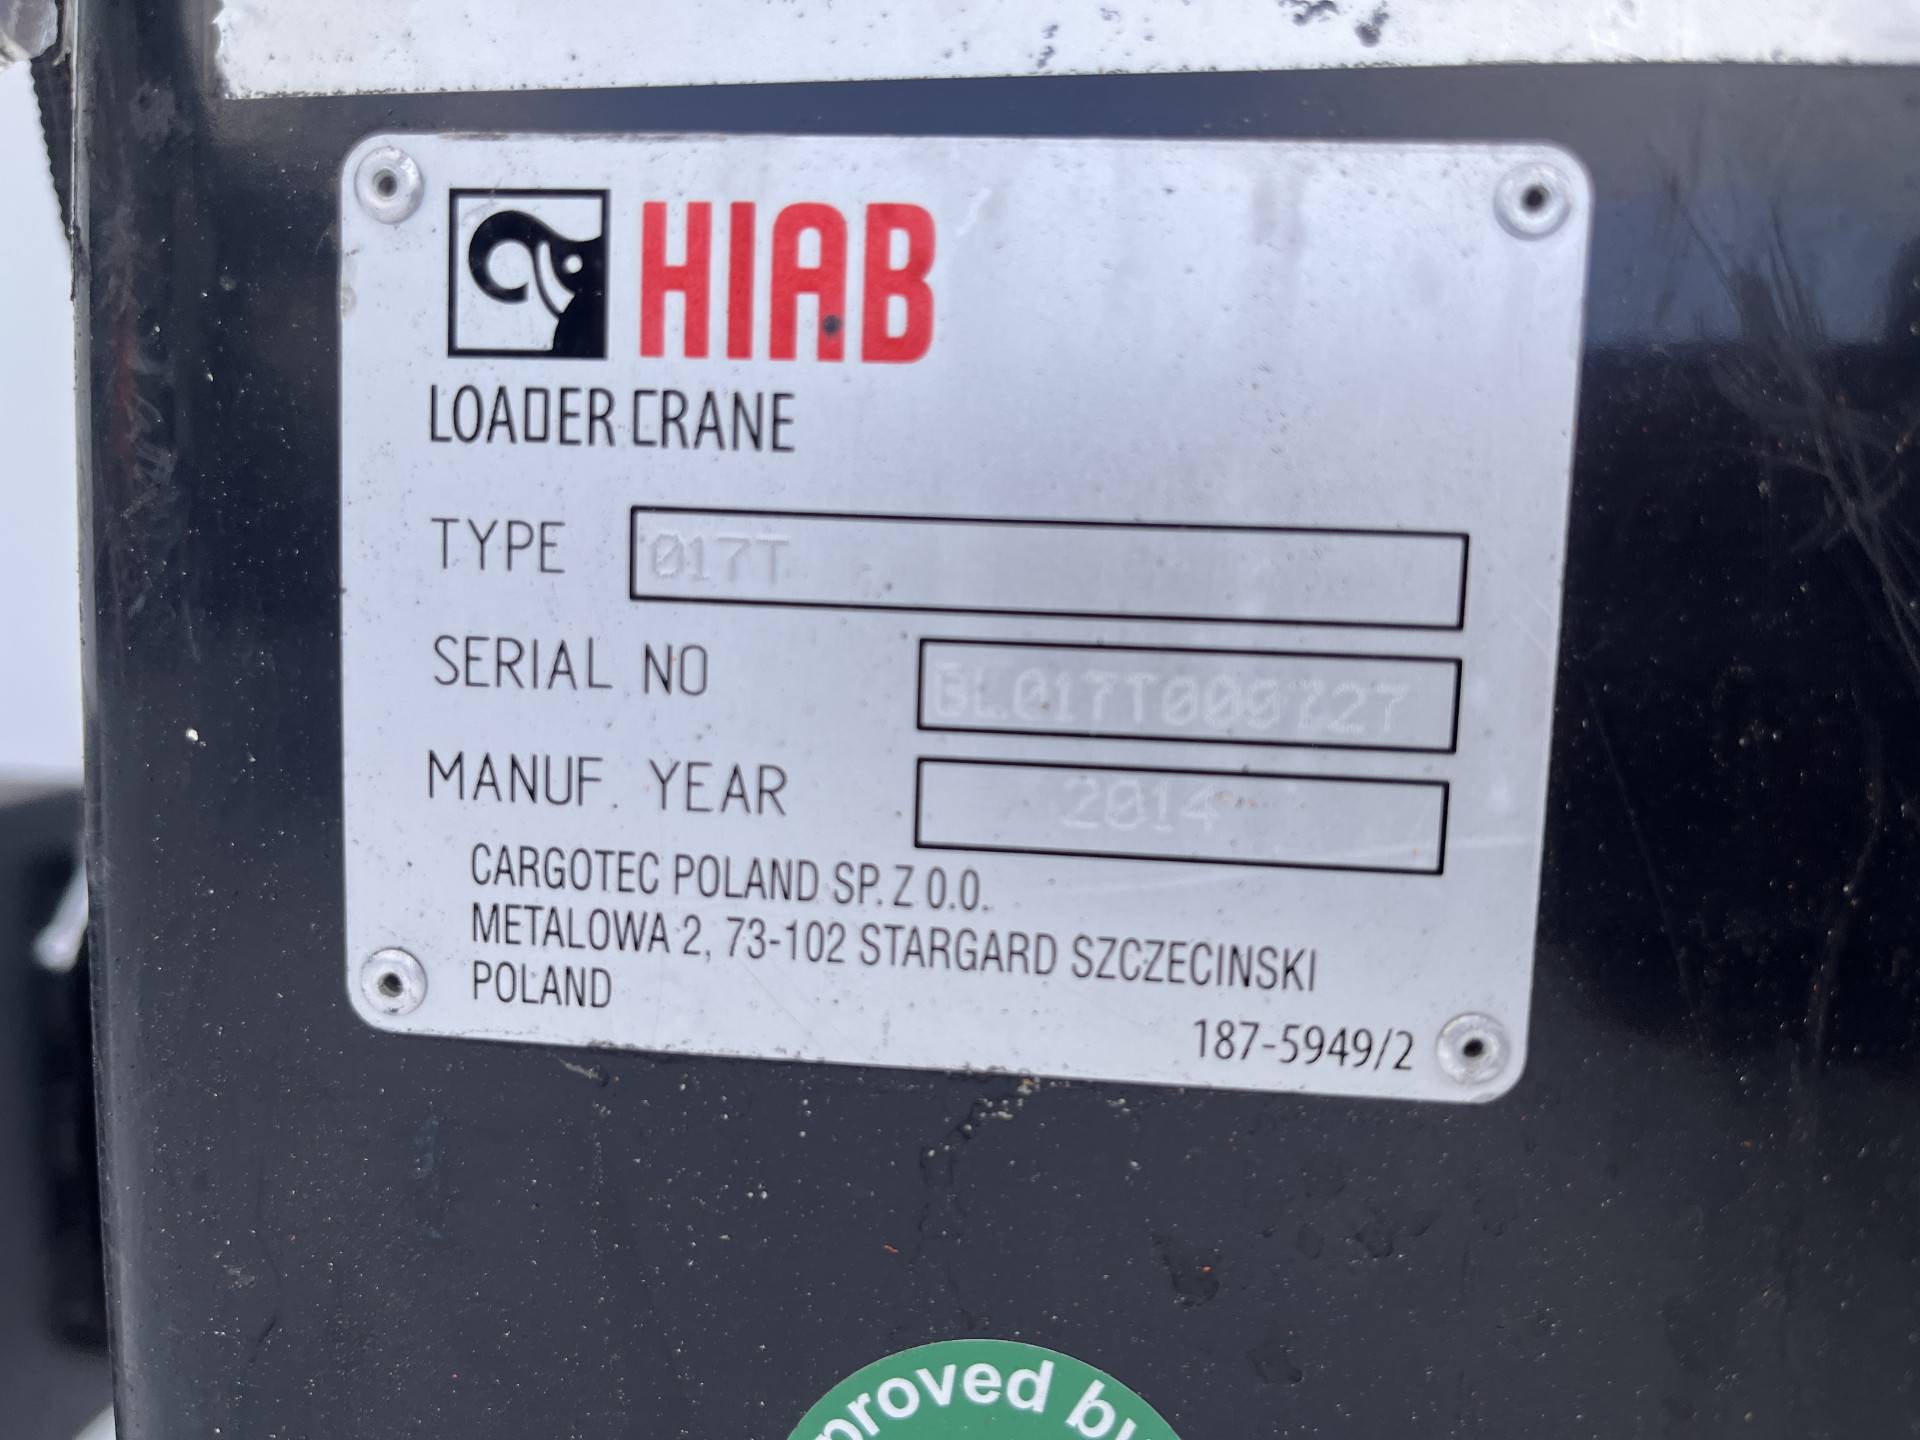 HIAB
LOADER CRANE
TYPE 017T
SERIAL NO
MANUF. YEAR 2014
CARGOTEC POLAND SP. Z O.O.
METALOWA 2, 73-102 STARGARD SZCZECINSKI
POLAND
187-5949/2